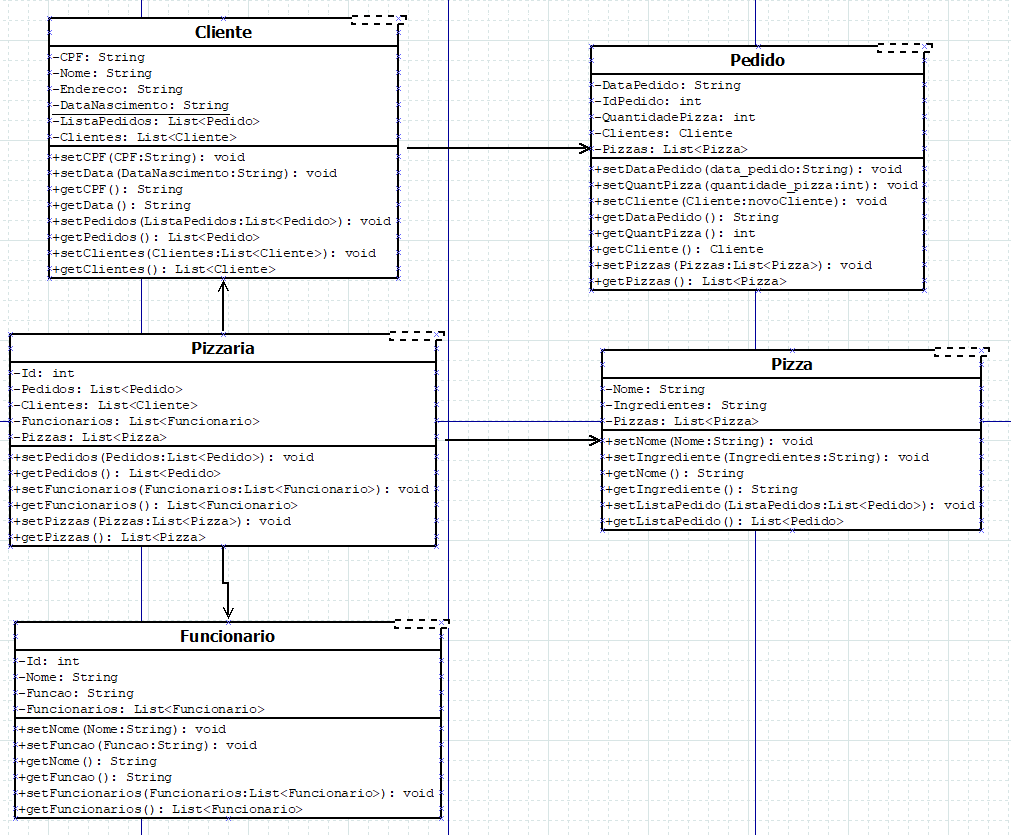 Cliente
-CPF: String
-Nome: String
-Endereco: String
-DataNascimento: String
-ListaPedidos: List<Pedido>
-Clientes: List<Cliente>
+setCPF(CPF:String): void
+setData(DataNascimento:String): void
+getCPF(): String
+getData(): String
+setPedidos(ListaPedidos:List<Pedido>): void
+getPedidos(): List<Pedido>
+setClientes(Clientes:List<Cliente>): void
+getClientes(): List<Cliente>
Pedido
-DataPedido: String
-IdPedido: int
-QuantidadePizza: int
-Clientes: Cliente
-Pizzas: List<Pizza>
+setDataPedido(data_pedido:String): void
+setQuantPizza(quantidade_pizza:int): void
+setCliente(Cliente:novoCliente): void
+getDataPedido(): String
+getQuantPizza(): int
+getCliente(): Cliente
+setPizzas(Pizzas:List<Pizza>): void
+getPizzas(): List<Pizza>
Pizzaria
-Id: int
-Pedidos: List<Pedido>
-Clientes: List<Cliente>
-Funcionarios: List<Funcionario>
-Pizzas: List<Pizza>
+setPedidos(Pedidos:List<Pedido>): void
+getPedidos(): List<Pedido>
+setFuncionarios(Funcionarios:List<Funcionario>): void
+getFuncionarios(): List<Funcionario>
+setPizzas(Pizzas:List<Pizza>): void
+getPizzas(): List<Pizza>
Pizza
-Nome: String
-Ingredientes: String
-Pizzas: List<Pizza>
+setNome(Nome:String): void
+setIngrediente(Ingredientes:String): void
+getNome(): String
+getIngrediente(): String
+setListaPedido(ListaPedidos:List<Pedido>): void
+getListaPedido(): List<Pedido>
Funcionario
-Id: int
-Nome: String
-Funcao: String
-Funcionarios: List<Funcionario>
+setNome(Nome:String): void
+setFuncao(Funcao:String): void
+getNome(): String
+getFuncao(): String
+setFuncionarios(Funcionarios:List<Funcionario>): void
+getFuncionarios(): List<Funcionario>